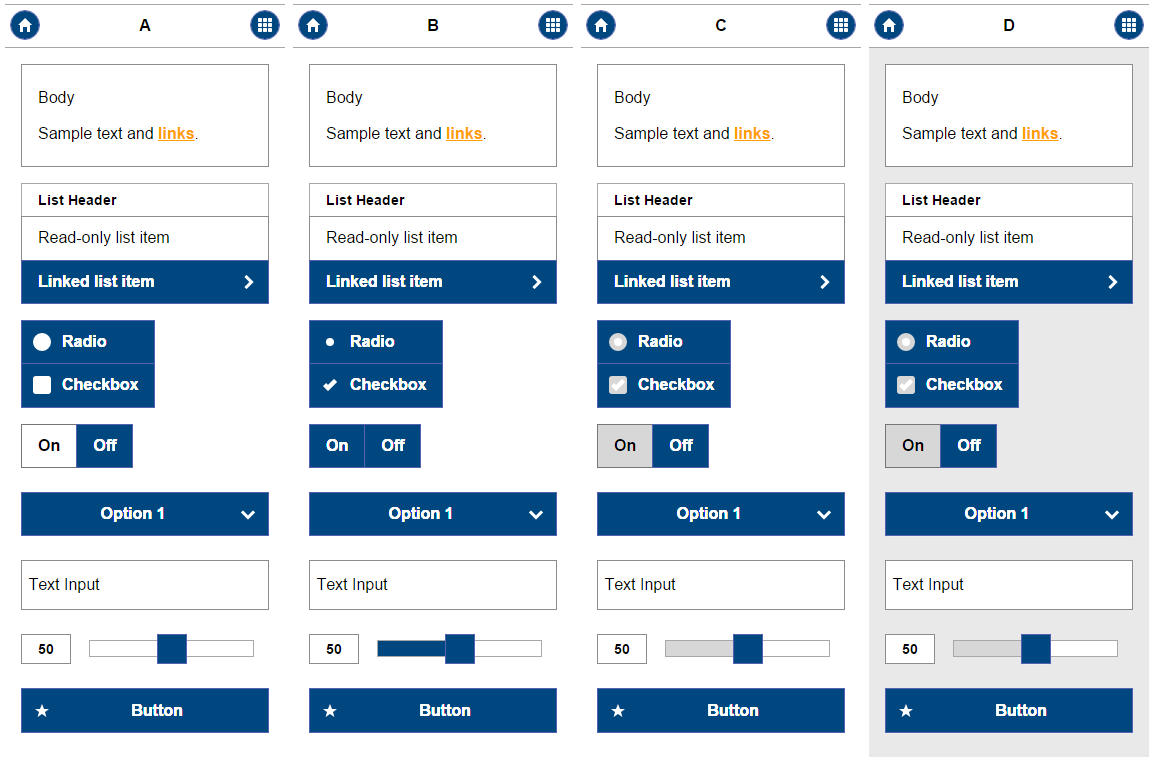 A
Body
Sample text and links.
List Header
Read-only list item
Linked list item
Radio
Checkbox
On Off
Option 1
Text Input
50
Button
B
Body
Sample text and links.
List Header
Read-only list item
Linked list item
Radio
Checkbox
On Off
Option 1
Text Input
50
Button
C
Body
Sample text and links.
List Header
Read-only list item
Linked list item
Radio
Checkbox
On Off
Option 1
Text Input
50
Button
D
Body
Sample text and links.
List Header
Read-only list item
Linked list item
Radio
Checkbox
On Off
Option 1
Text Input
50
Button